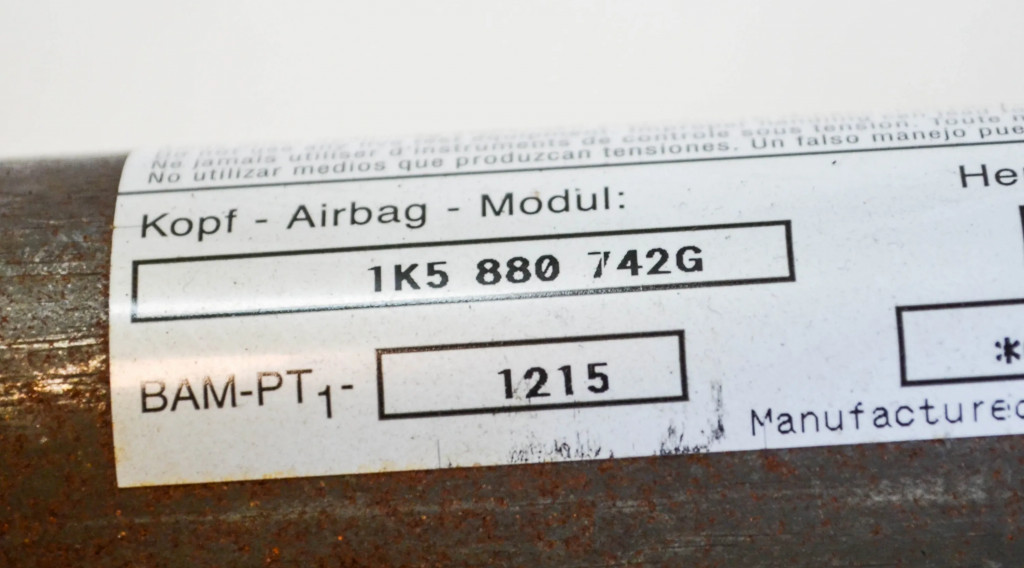 Ne jamais utiliser d'instruments de controle sous tension. Toute
No utilizar medios que produzcan tensiones. Un falso manejo pue
Kopf - Airbag - Modul:
He
1K5 880 742G
BAM-PT1- 1215
*
Manufactured